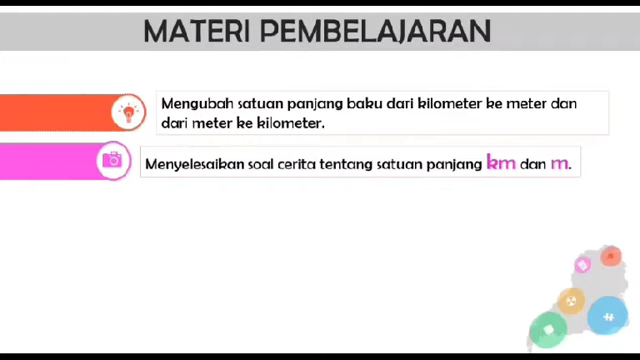 MATERI PEMBELAJARAN
Mengubah satuan panjang baku dari kilometer ke meter dan
dari meter ke kilometer.
Menyelesaikan soal cerita tentang satuan panjang km dan m.